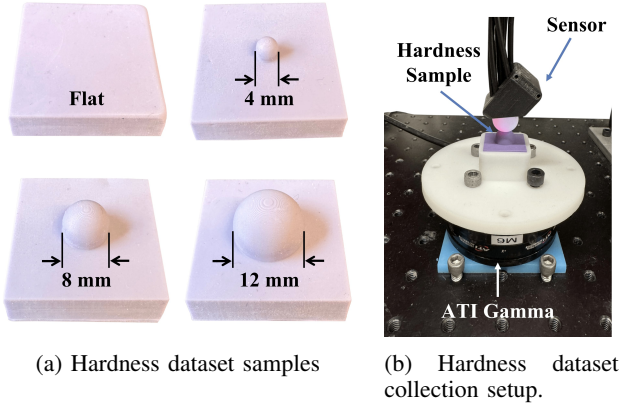 Flat
4 mm
8 mm
12 mm
(a) Hardness dataset samples
Sensor
Hardness
Sample
M6
ATI Gamma
(b) Hardness dataset
collection setup.